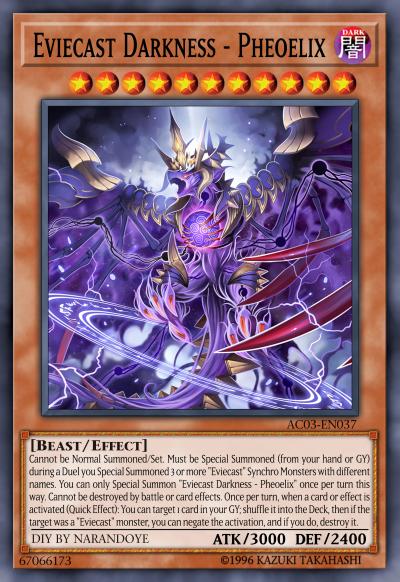 Eviecast Darkness - Pheoelix
DARK
闇
AC03-EN037
[Beast/Effect]
Cannot be Normal Summoned/Set. Must be Special Summoned (from your hand or GY)
during a Duel you Special Summoned 3 or more "Eviecast" Synchro Monsters with different
names. You can only Special Summon "Eviecast Darkness - Pheoelix" once per turn this
way. Cannot be destroyed by battle or card effects. Once per turn, when a card or effect is
activated (Quick Effect): You can target 1 card in your GY; shuffle it into the Deck, then if the
target was a "Eviecast" monster, you can negate the activation, and if you do, destroy it.
DIY BY NARANDOYE ATK/3000 DEF/2400
67066173 ©1996 KAZUKI TAKAHASHI